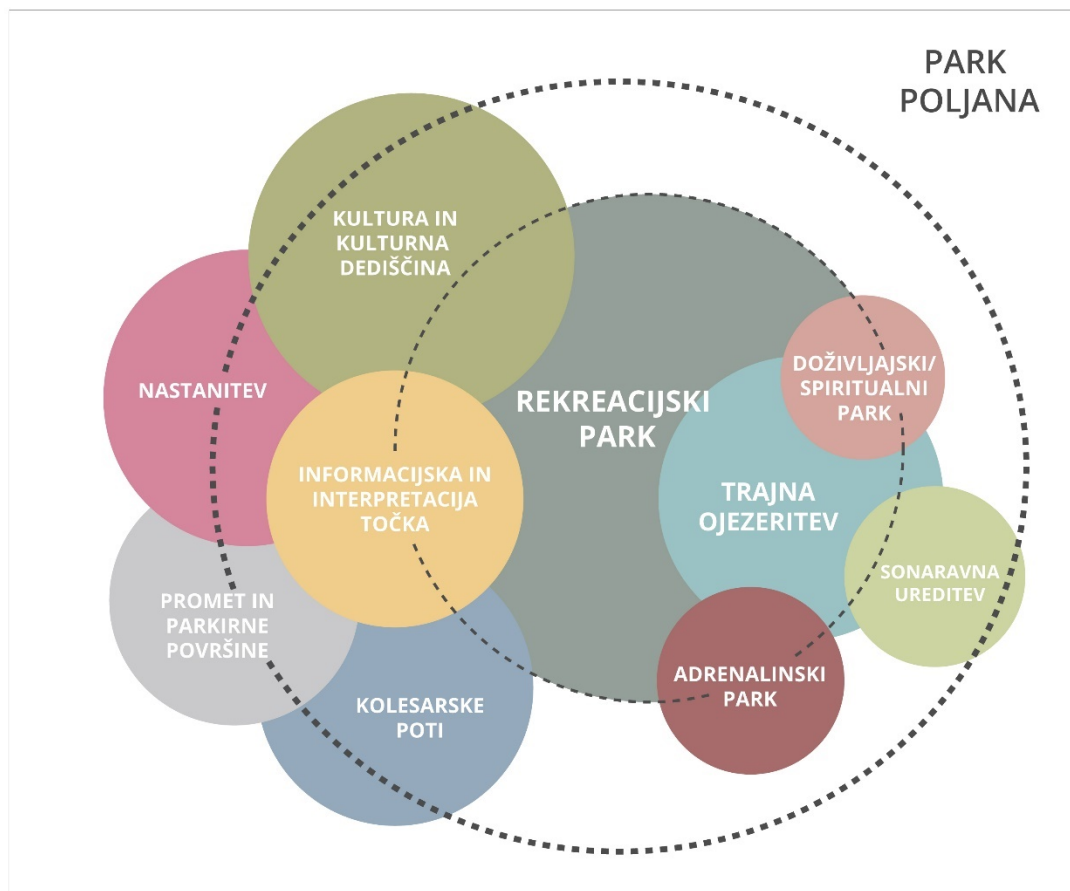 PARK
POLJANA
KULTURA IN
KULTURNA
DEDIŠČINA
NASTANITEV
REKREACIJSKI
PARK
DOŽIVLJAJSKI/
SPIRITUALNI
PARK
INFORMACIJSKA IN
INTERPRETACIJA
TOČKA
TRAJNA
OJEZERITEV
SONARAVNA
UREDITEV
PROMET IN
PARKIRNE
POVRŠINE
ADRENALINSKI
PARK
KOLESARSKE
POTI